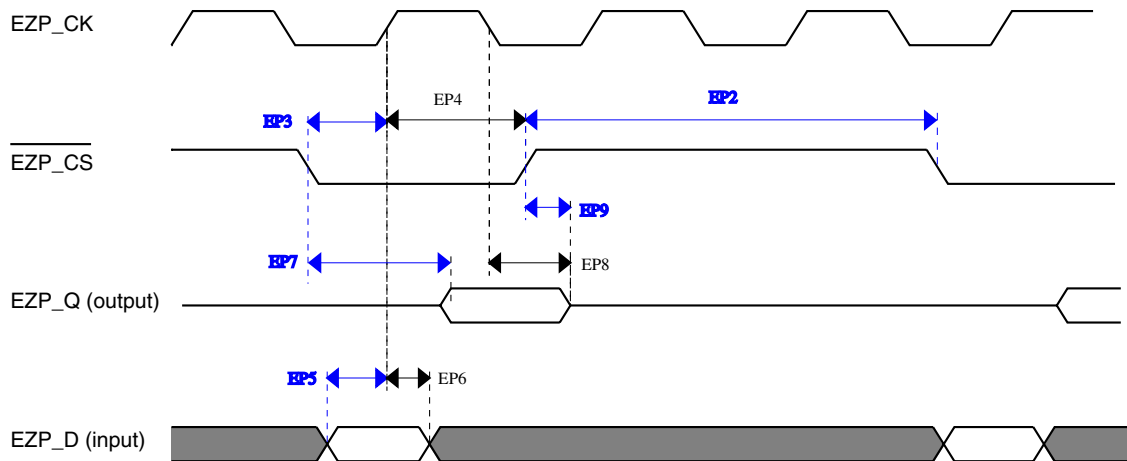 EZP_CK
EP4
EP2
EP3
EZP_CS
EP9
EP7
EP8
EZP_Q (output)
EP5
EP6
EZP_D (input)